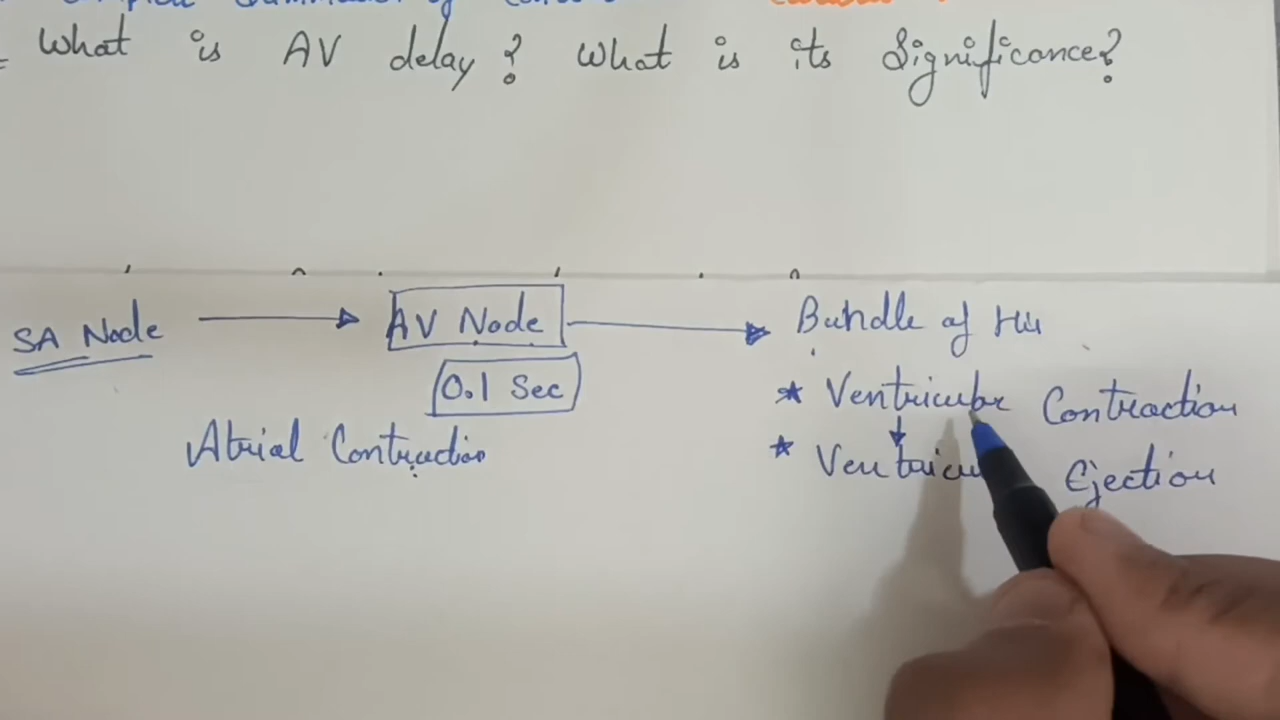 What is AV delay? What is its Significance?
SA Node
AV Node
Bundle of His
0.1 Sec
Ventricular Contraction
Atrial Contraction
Ejection